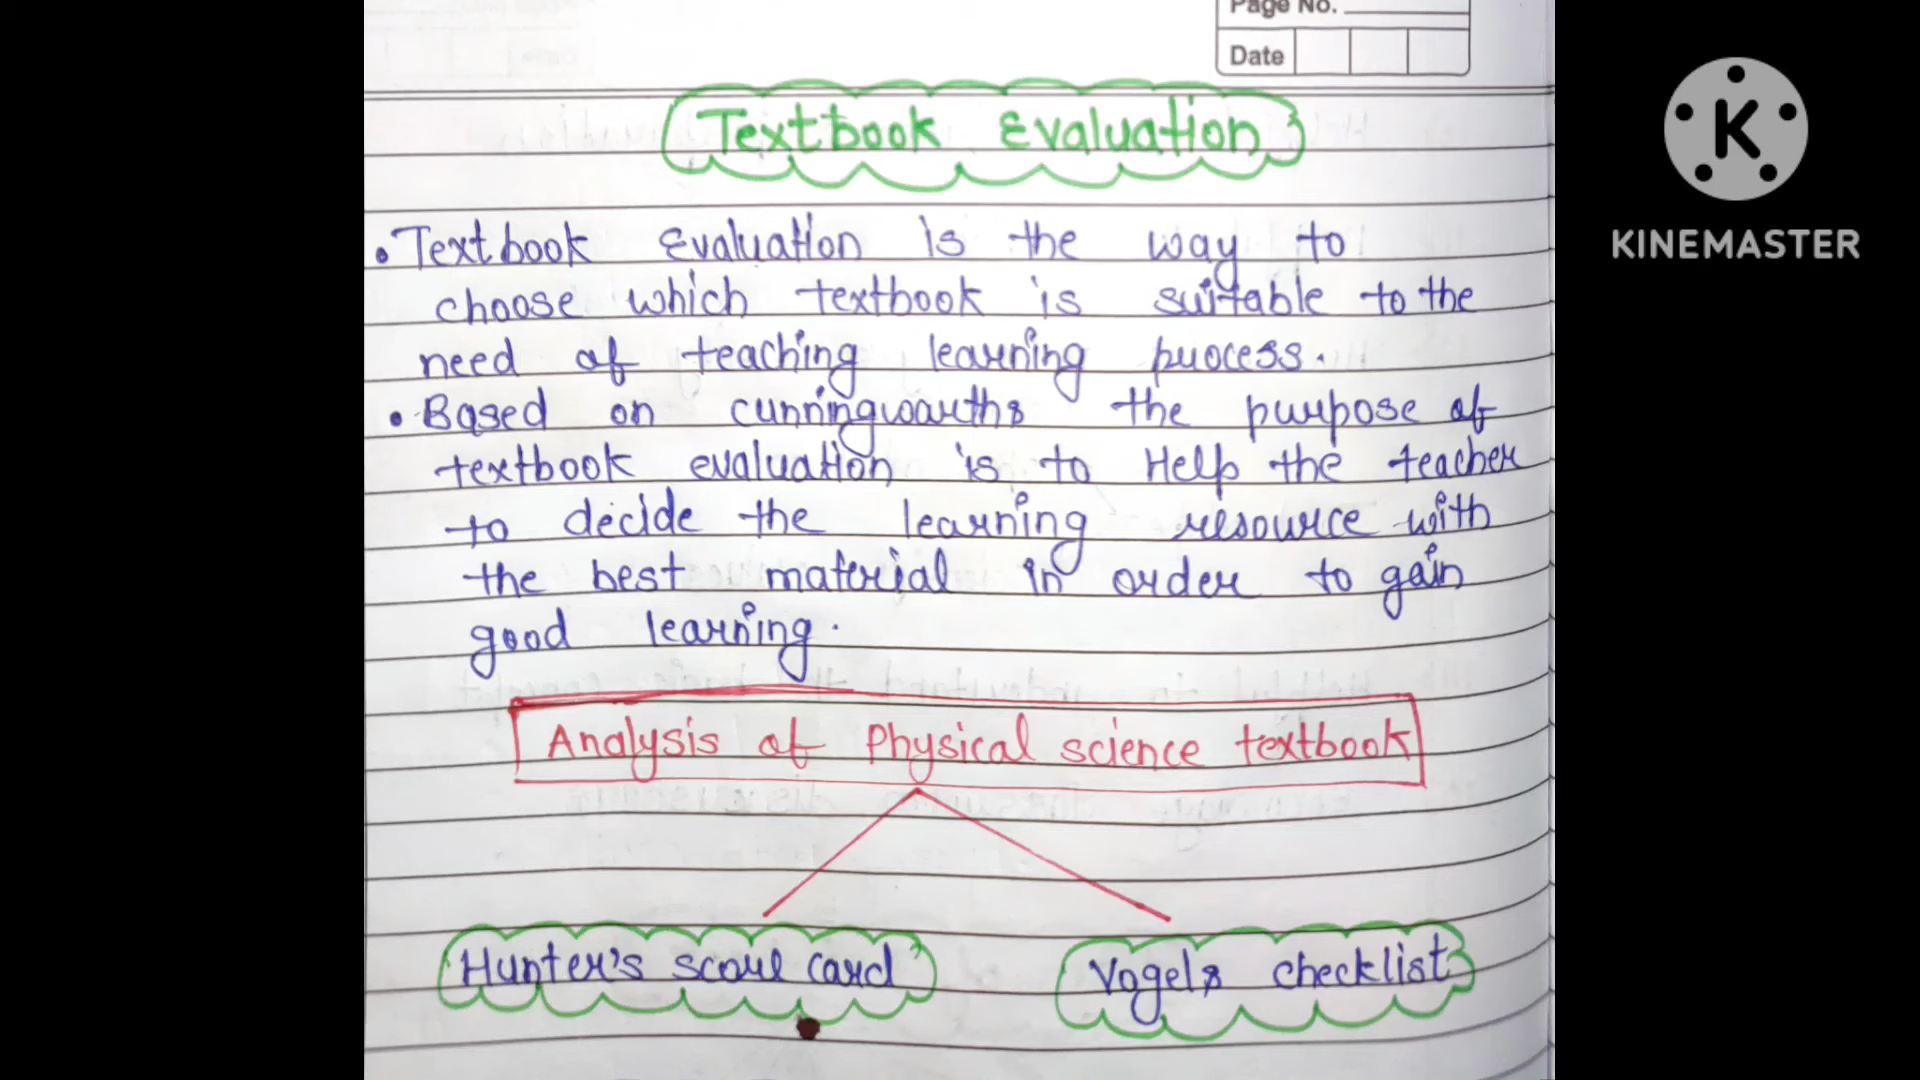 Page No.
Date
Textbook Evaluation
• Textbook Evaluation is the way to
choose which textbook is suitable to the
need of teaching learning process.
• Based on cunningwarths the purpose of
textbook evaluation is to Help the teacher
to decide the learning resource with
the best material in order to gain
good learning.
Analysis of Physical science textbook
Hunter's score card
Vogels checklist
K
KINEMASTER